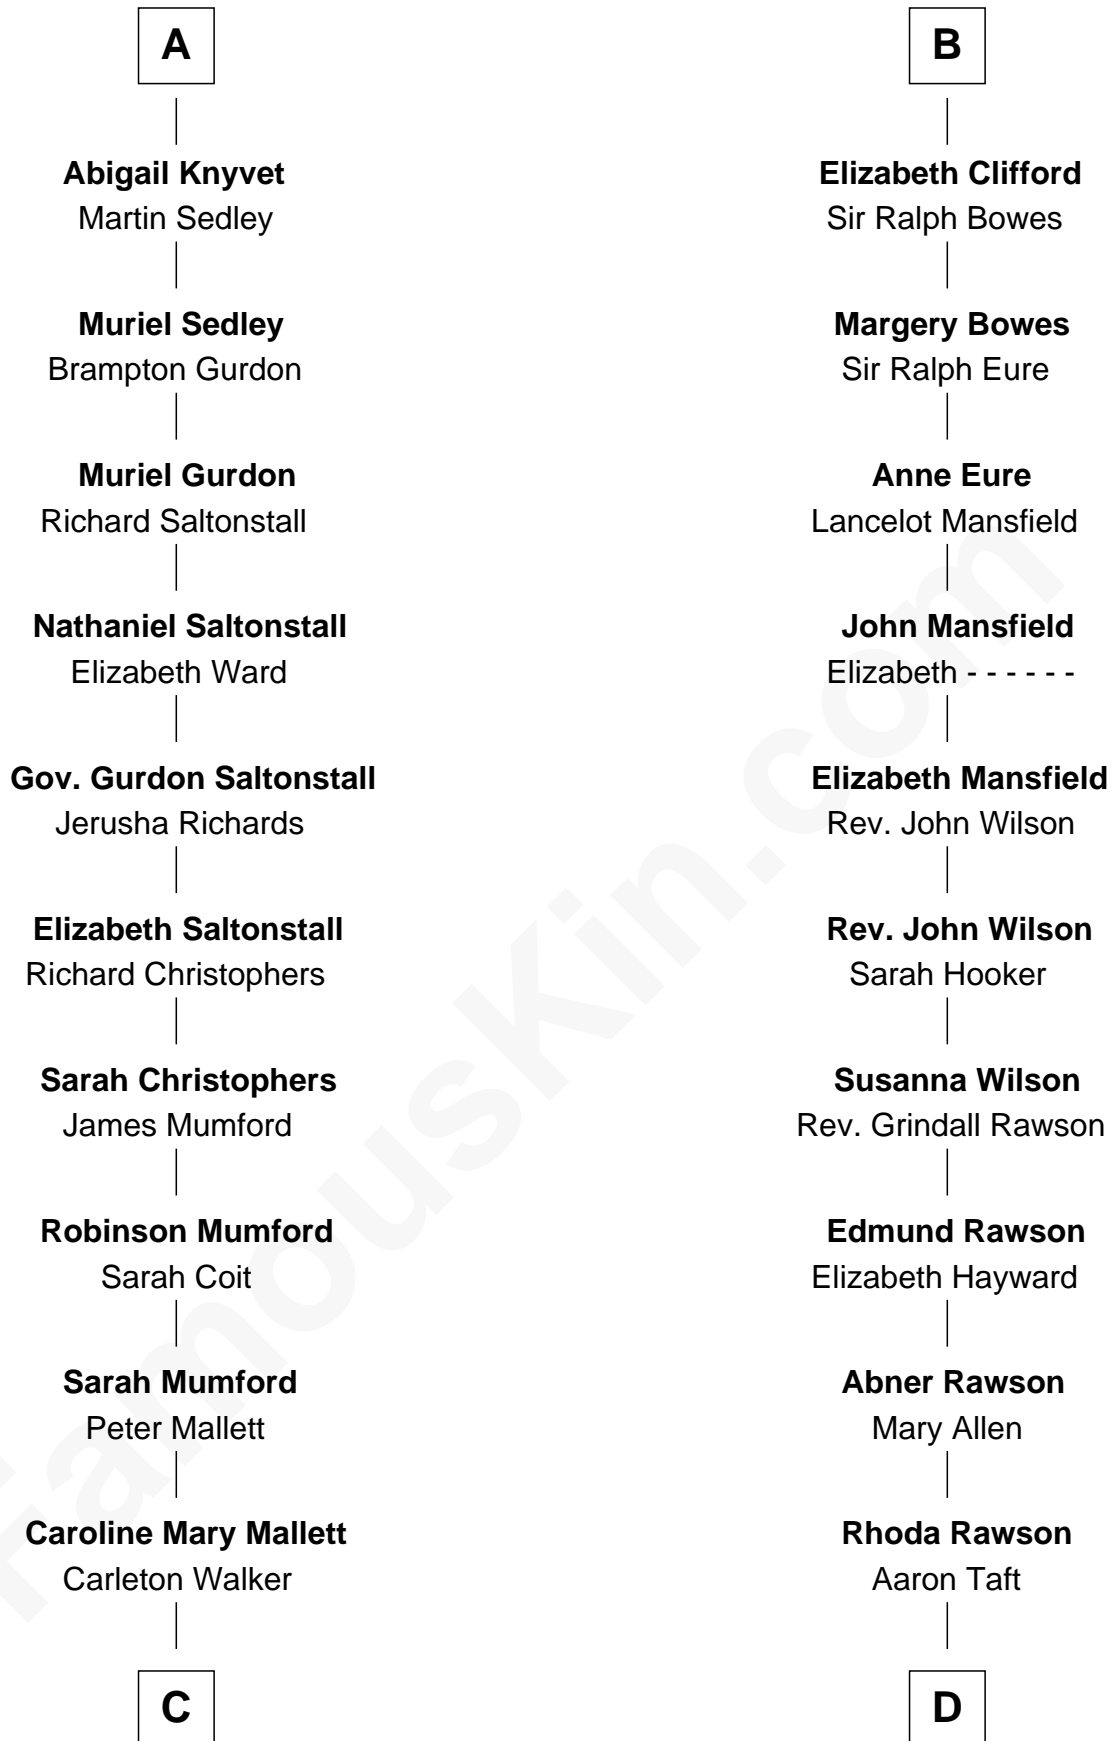 A
Abigail Knyvet
Martin Sedley
Muriel Sedley
Brampton Gurdon
Muriel Gurdon
Richard Saltonstall
Nathaniel Saltonstall
Elizabeth Ward
Gov. Gurdon Saltonstall
Jerusha Richards
Elizabeth Saltonstall
Richard Christophers
Sarah Christophers
James Mumford
Robinson Mumford
Sarah Coit
Sarah Mumford
Peter Mallett
Caroline Mary Mallett
Carleton Walker
C
B
Elizabeth Clifford
Sir Ralph Bowes
Margery Bowes
Sir Ralph Eure
Anne Eure
Lancelot Mansfield
John Mansfield
Elizabeth - - - - - -
Elizabeth Mansfield
Rev. John Wilson
Rev. John Wilson
Sarah Hooker
Susanna Wilson
Rev. Grindall Rawson
Edmund Rawson
Elizabeth Hayward
Abner Rawson
Mary Allen
Rhoda Rawson
Aaron Taft
D
FamousKin.com